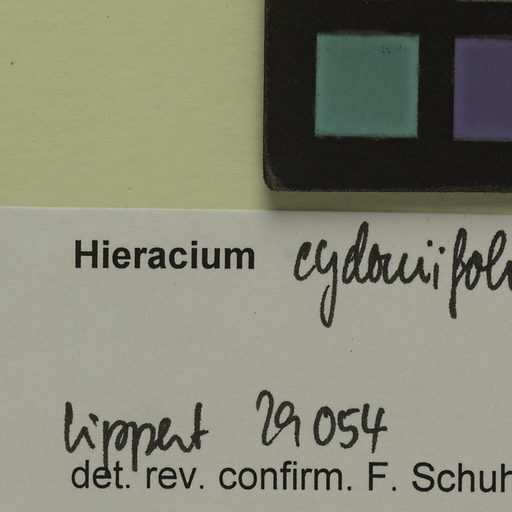 Hieracium cydoniifoli
Lippert 29054
det. rev. confirm. F. Schuh